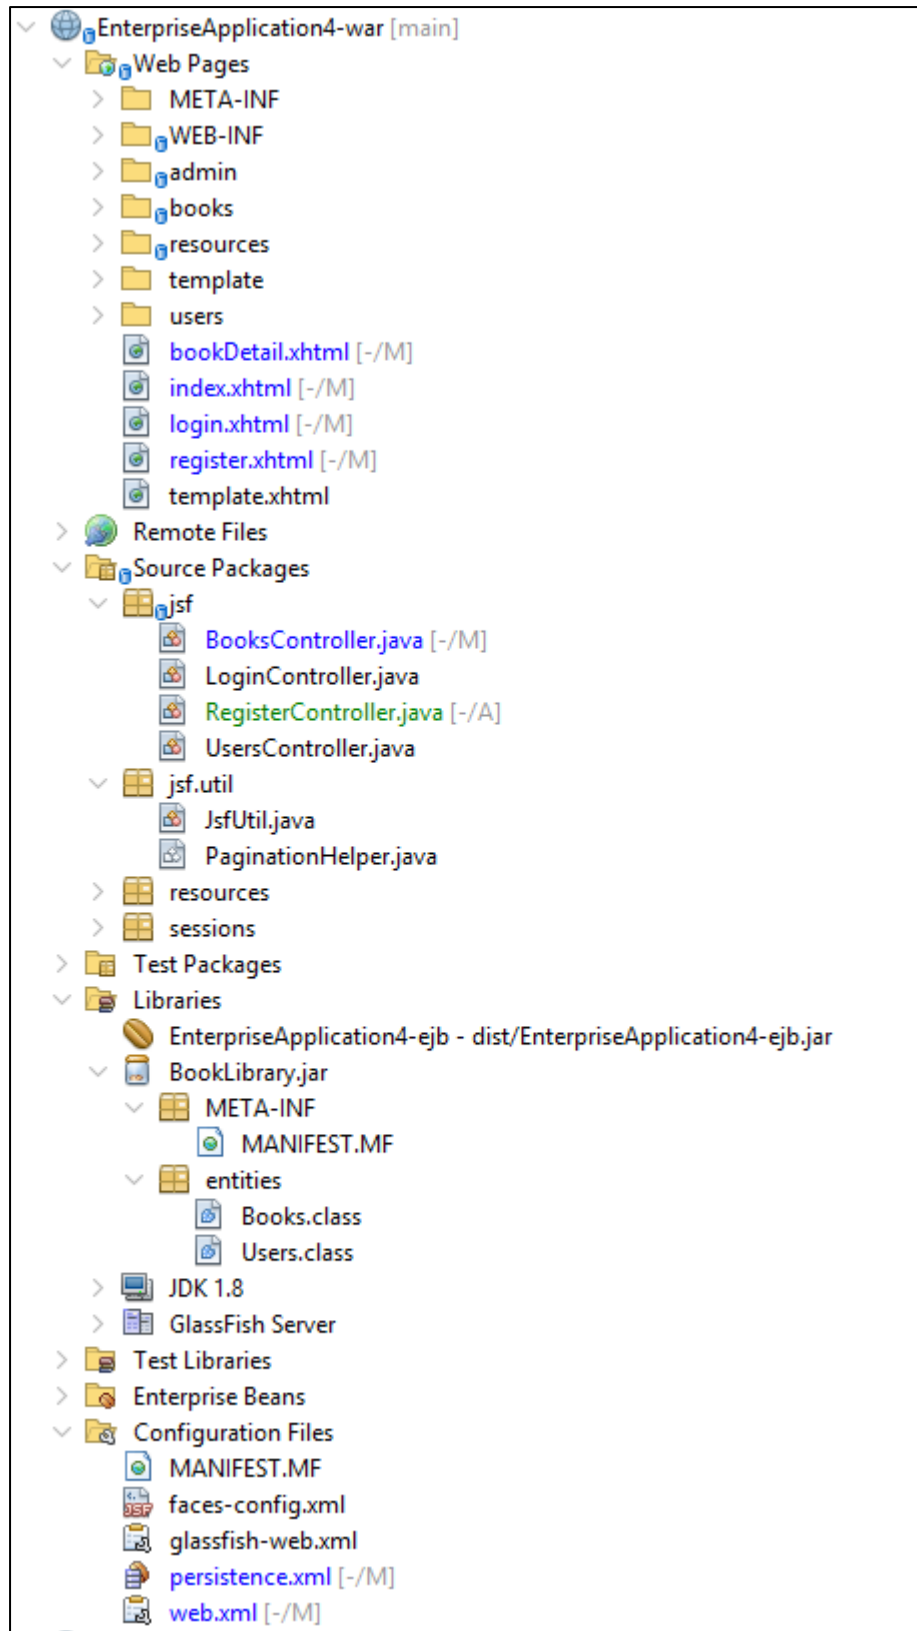 EnterpriseApplication4-war [main]
Web Pages
META-INF
WEB-INF
admin
books
resources
template
users
bookDetail.xhtml [-/M]
index.xhtml [-/M]
login.xhtml [-/M]
register.xhtml [-/M]
template.xhtml
Remote Files
Source Packages
jsf
BooksController.java [-/M]
LoginController.java
RegisterController.java [-/A]
UsersController.java
jsf.util
JsfUtil.java
PaginationHelper.java
resources
sessions
Test Packages
Libraries
EnterpriseApplication4-ejb - dist/EnterpriseApplication4-ejb.jar
BookLibrary.jar
META-INF
MANIFEST.MF
entities
Books.class
Users.class
JDK 1.8
GlassFish Server
Test Libraries
Enterprise Beans
Configuration Files
MANIFEST.MF
faces-config.xml
glassfish-web.xml
persistence.xml [-/M]
web.xml [-/M]